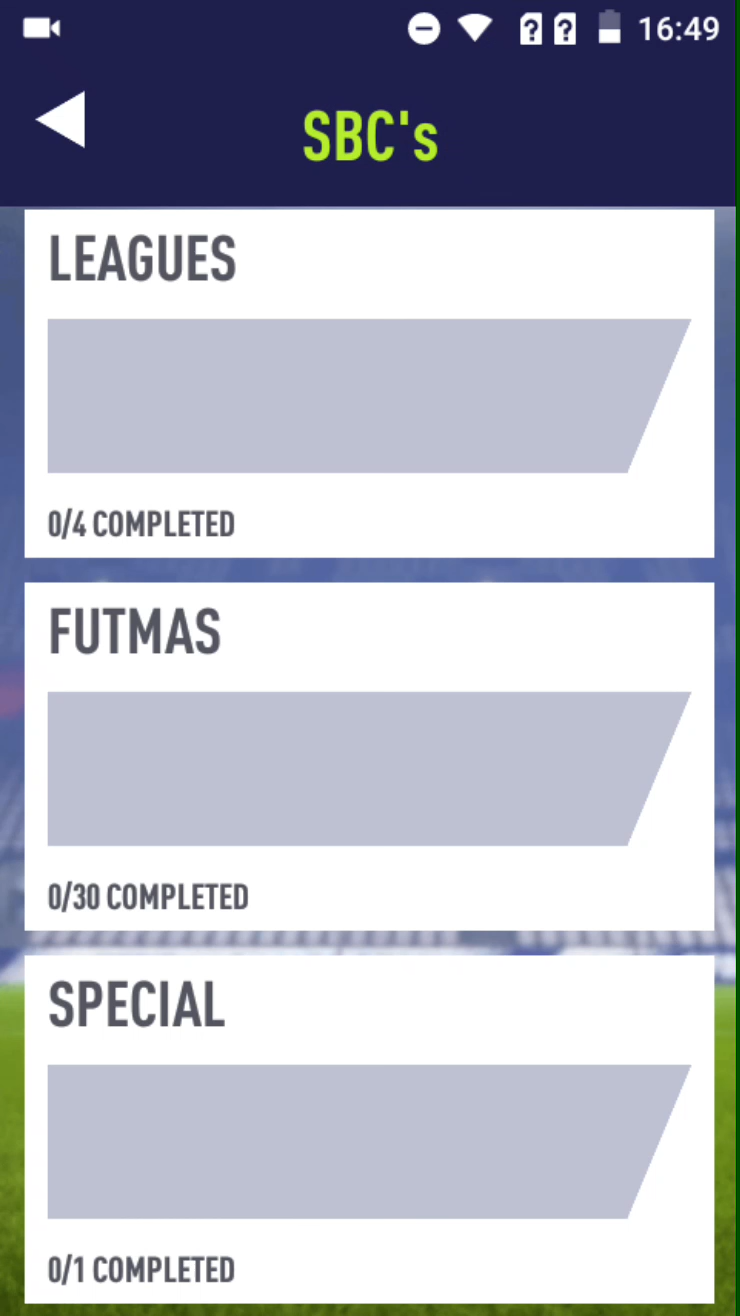 16:49
SBC's
LEAGUES
0/4 COMPLETED
FUTMAS
0/30 COMPLETED
SPECIAL
0/1 COMPLETED